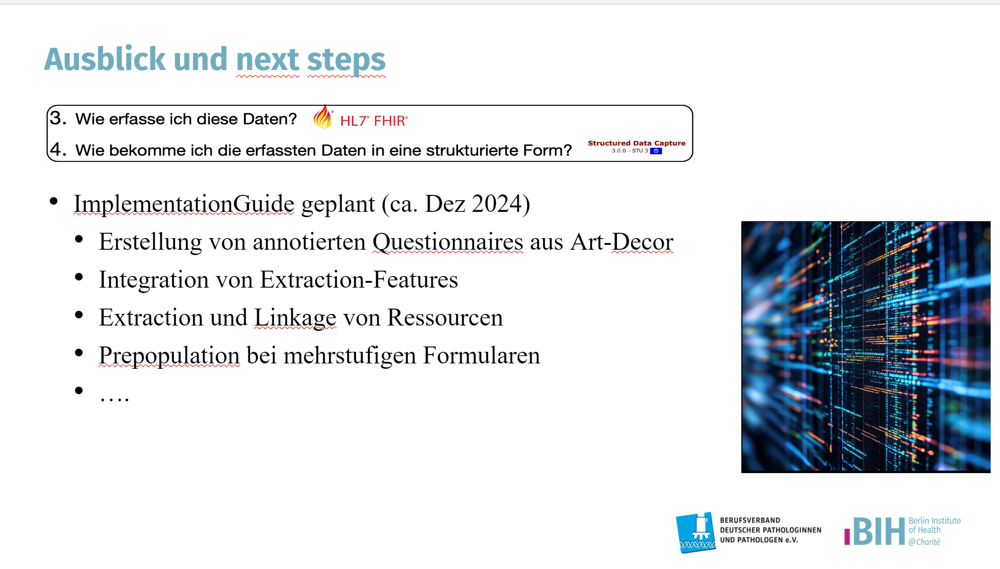 Ausblick und next steps
3. Wie erfasse ich diese Daten? HL7® FHIR®
4. Wie bekomme ich die erfassten Daten in eine strukturierte Form? Structured Data Capture
3.0.0 - STU 3
• ImplementationGuide geplant (ca. Dez 2024)
• Erstellung von annotierten Questionnaires aus Art-Decor
• Integration von Extraction-Features
• Extraction und Linkage von Ressourcen
• Prepopulation bei mehrstufigen Formularen
• ....
BERUFSVERBAND
DEUTSCHER PATHOLOGINNEN
UND PATHOLOGEN e.V.
BIH Berlin Institute
of Health
@Charité